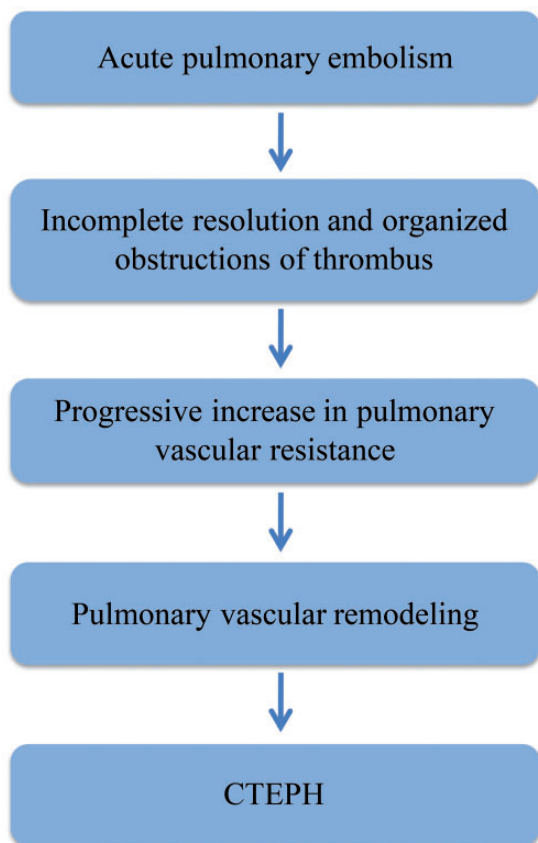 Acute pulmonary embolism
Incomplete resolution and organized
obstructions of thrombus
Progressive increase in pulmonary
vascular resistance
Pulmonary vascular remodeling
CTEPH